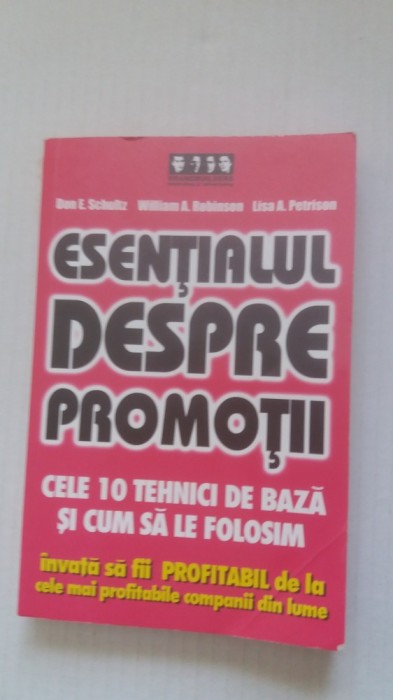 Don E. Schultz William A. Robinson Lisa A. Petrison
ESENȚIALUL
DESPRE
PROMOȚII
CELE 10 TEHNICI DE BAZĂ
ȘI CUM SĂ LE FOLOSIM
învată să fii PROFITABIL de la
cele mai profitabile companii din lume